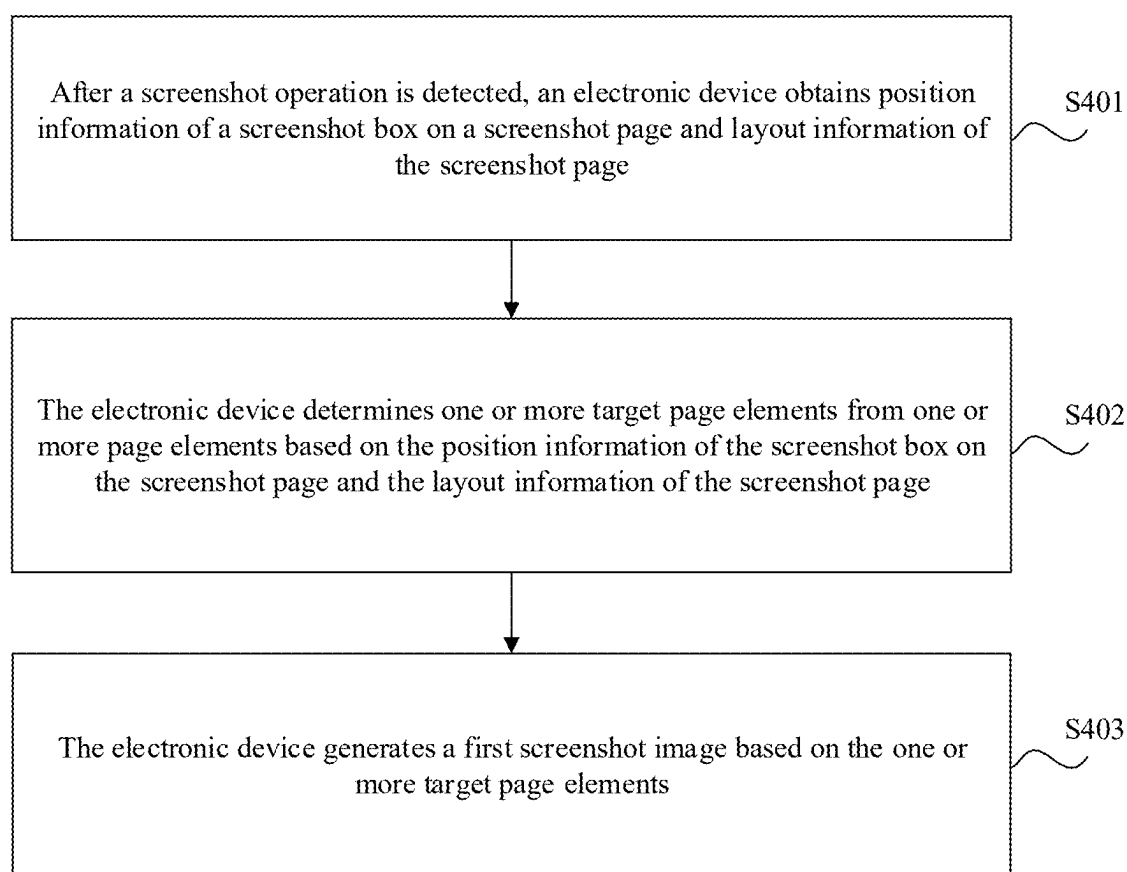 After a screenshot operation is detected, an electronic device obtains position
information of a screenshot box on a screenshot page and layout information of
the screenshot page
S401
The electronic device determines one or more target page elements from one or
more page elements based on the position information of the screenshot box on
the screenshot page and the layout information of the screenshot page
S402
The electronic device generates a first screenshot image based on the one or
more target page elements
S403